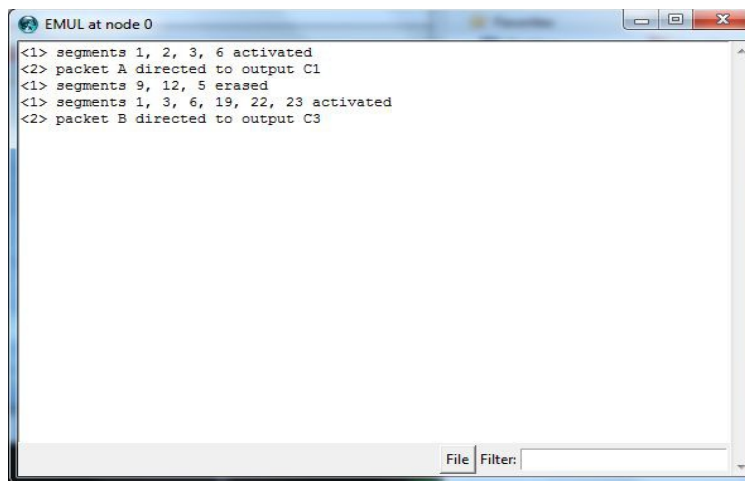 EMUL at node 0
<1> segments 1, 2, 3, 6 activated
<2> packet A directed to output C1
<1> segments 9, 12, 5 erased
<1> segments 1, 3, 6, 19, 22, 23 activated
<2> packet B directed to output C3
File Filter: